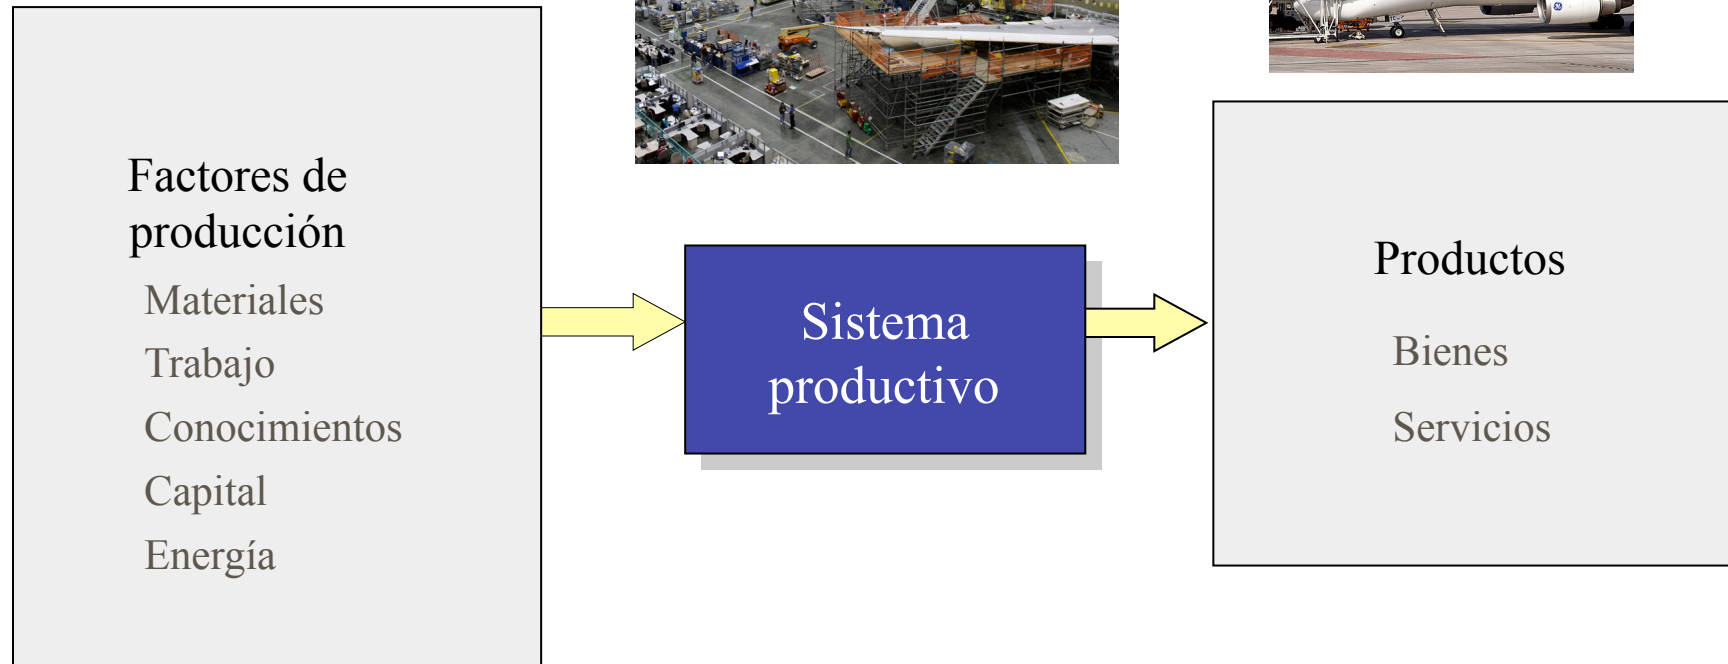 Factores de
producción
Materiales
Trabajo
Conocimientos
Capital
Energía
Sistema
productivo
Productos
Bienes
Servicios